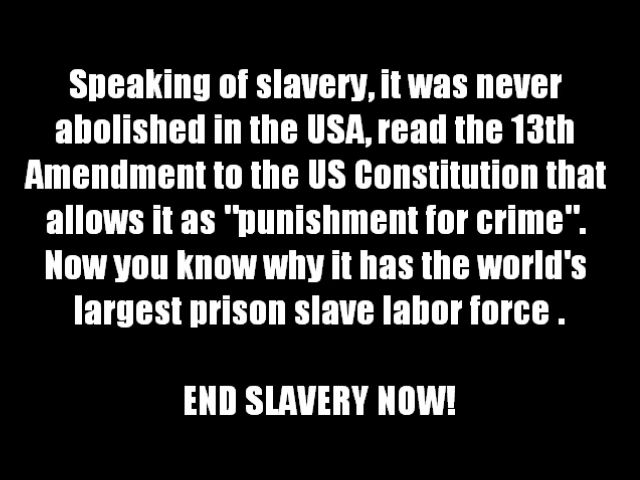 Speaking of slavery, it was never
abolished in the USA, read the 13th
Amendment to the US Constitution that
allows it as "punishment for crime".
Now you know why it has the world's
largest prison slave labor force .
END SLAVERY NOW!